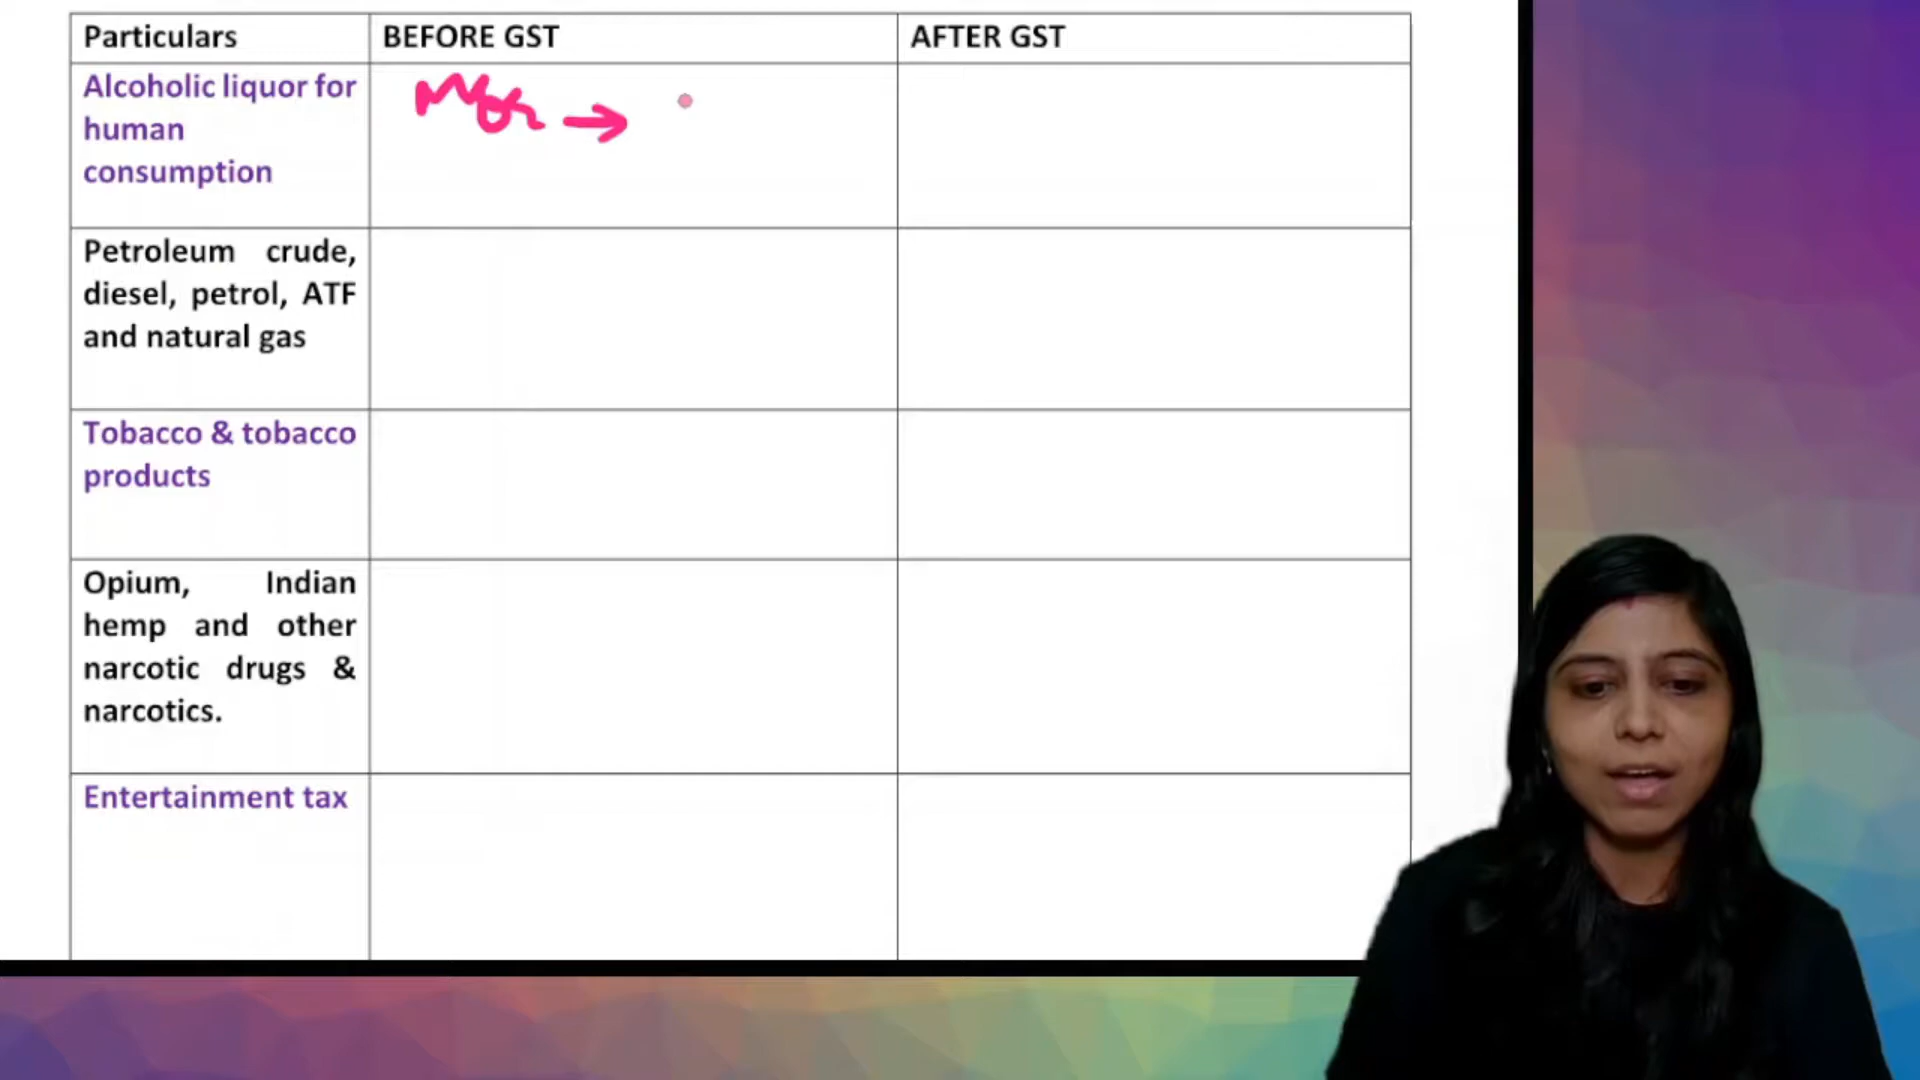 Particulars BEFORE GST AFTER GST
Alcoholic liquor for
human
consumption
Mfr →
Petroleum crude,
diesel, petrol, ATF
and natural gas
Tobacco & tobacco
products
Opium, Indian
hemp and other
narcotic drugs &
narcotics.
Entertainment tax